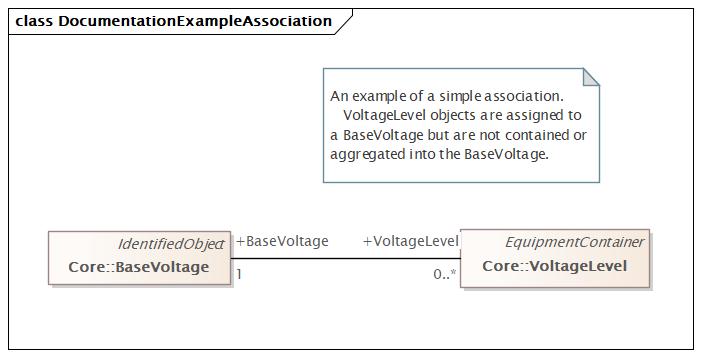 class DocumentationExampleAssociation
An example of a simple association.
VoltageLevel objects are assigned to
a BaseVoltage but are not contained or
aggregated into the BaseVoltage.
IdentifiedObject
Core::BaseVoltage
+BaseVoltage
1
+VoltageLevel
0..*
EquipmentContainer
Core::VoltageLevel